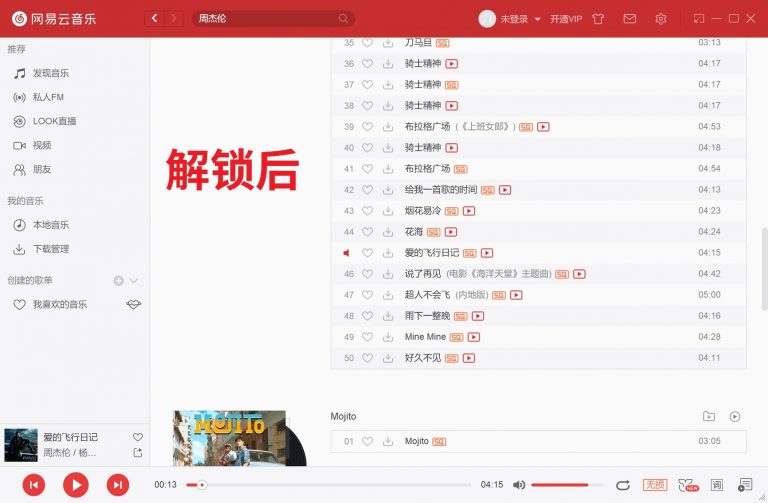 网易云音乐
周杰伦
未登录
开通VIP
推荐
发现音乐
私人FM
LOOK直播
视频
朋友
我的音乐
本地音乐
下载管理
创建的歌单
我喜欢的音乐
解锁后
35 刀马旦 SQ 03:13
36 骑士精神 04:17
37 骑士精神 SQ 04:17
38 骑士精神 04:17
39 布拉格广场 (《上班女郎》) SQ 04:53
40 骑士精神 04:18
41 布拉格广场 SQ 04:54
42 给我一首歌的时间 SQ 04:13
43 烟花易冷 SQ 04:23
44 花海 SQ 04:24
爱的飞行日记 SQ 04:15
46 说了再见 (电影《海洋天堂》主题曲) SQ 04:42
47 超人不会飞 (内地版) SQ 05:00
48 雨下一整晚 SQ 04:16
49 Mine Mine SQ 04:28
50 好久不见 SQ 04:11
MOJITO
Mojito
01 Mojito SQ 03:05
爱的飞行日记
周杰伦 / 杨...
00:13
04:15
无损
NEW
词